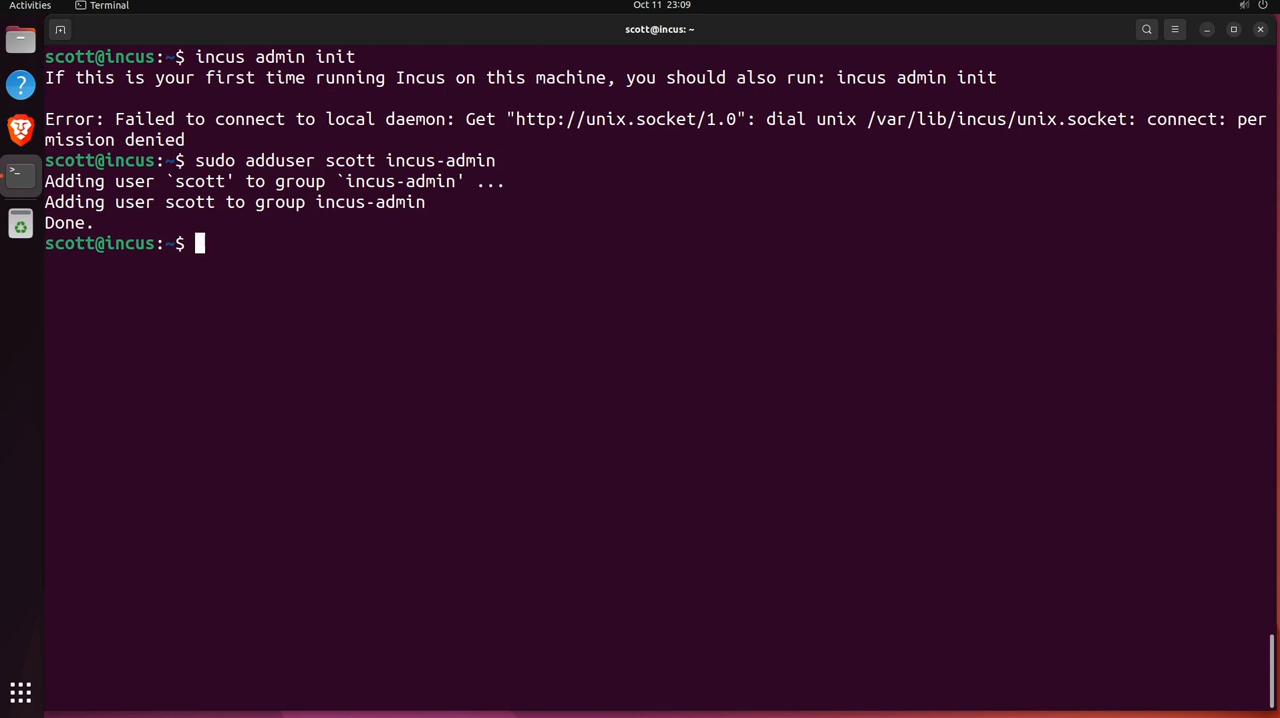 Activities
Terminal
Oct 11 23:09
scott@incus: ~
scott@incus:~$ incus admin init
If this is your first time running Incus on this machine, you should also run: incus admin init
Error: Failed to connect to local daemon: Get "http://unix.socket/1.0": dial unix /var/lib/incus/unix.socket: connect: per
mission denied
scott@incus:~$ sudo adduser scott incus-admin
Adding user `scott' to group `incus-admin' ...
Adding user scott to group incus-admin
Done.
scott@incus:~$